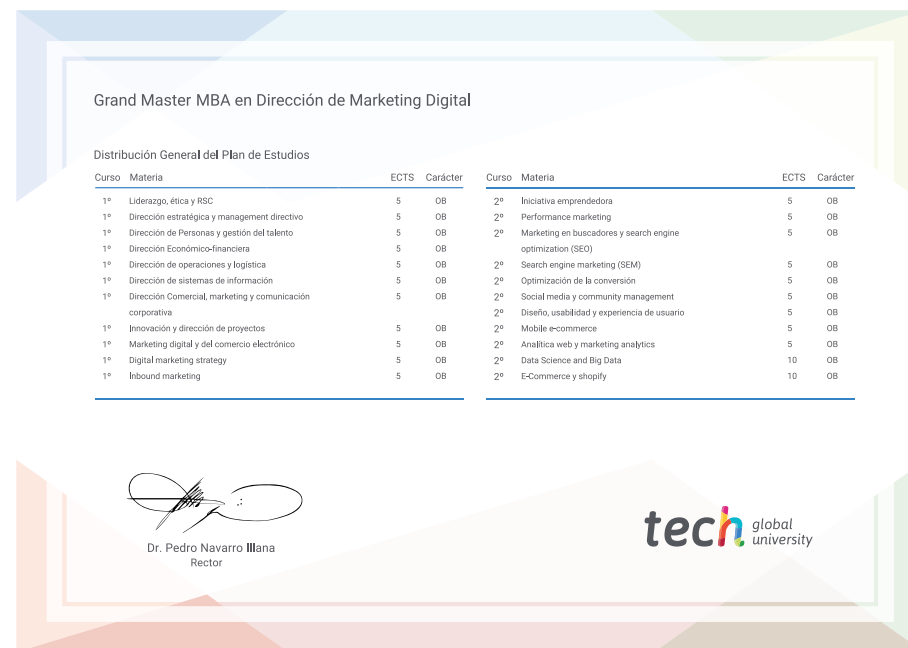 Grand Master MBA en Dirección de Marketing Digital
Distribución General del Plan de Estudios
Curso Materia ECTS Carácter
1º Liderazgo, ética y RSC 5 OB
1º Dirección estratégica y management directivo 5 OB
1º Dirección de Personas y gestión del talento 5 OB
1º Dirección Económico-financiera 5 OB
1º Dirección de operaciones y logística 5 OB
1º Dirección de sistemas de información 5 OB
1º Dirección Comercial, marketing y comunicación 5 OB
corporativa
1º Innovación y dirección de proyectos 5 OB
1º Marketing digital y del comercio electrónico 5 OB
1º Digital marketing strategy 5 OB
1º Inbound marketing 5 OB
Curso Materia ECTS Carácter
2º Iniciativa emprendedora 5 OB
2º Performance marketing 5 OB
2º Marketing en buscadores y search engine 5 OB
optimization (SEO)
2º Search engine marketing (SEM) 5 OB
2º Optimización de la conversión 5 OB
2º Social media y community management 5 OB
2º Diseño, usabilidad y experiencia de usuario 5 OB
2º Mobile e-commerce 5 OB
2º Analítica web y marketing analytics 5 OB
2º Data Science and Big Data 10 OB
2º E-Commerce y shopify 10 OB
Dr. Pedro Navarro Illana
Rector
tech global
university